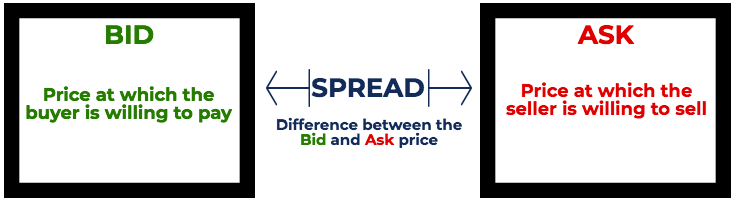 BID
Price at which the
buyer is willing to pay
SPREAD
Difference between the
Bid and Ask price
ASK
Price at which the
seller is willing to sell